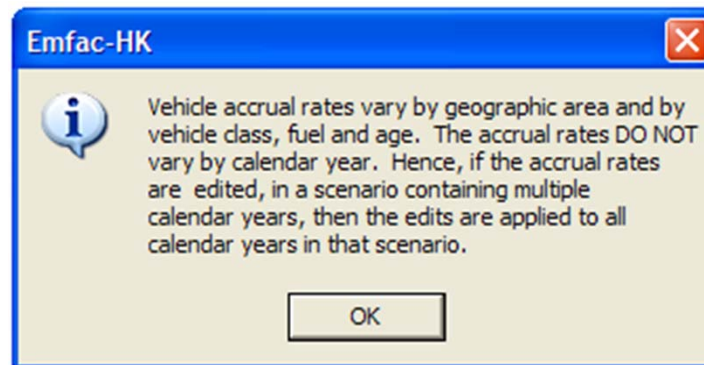 Emfac-HK
Vehicle accrual rates vary by geographic area and by
vehicle class, fuel and age.  The accrual rates DO NOT
vary by calendar year.  Hence, if the accrual rates
are  edited, in a scenario containing multiple
calendar years, then the edits are applied to all
calendar years in that scenario.
OK